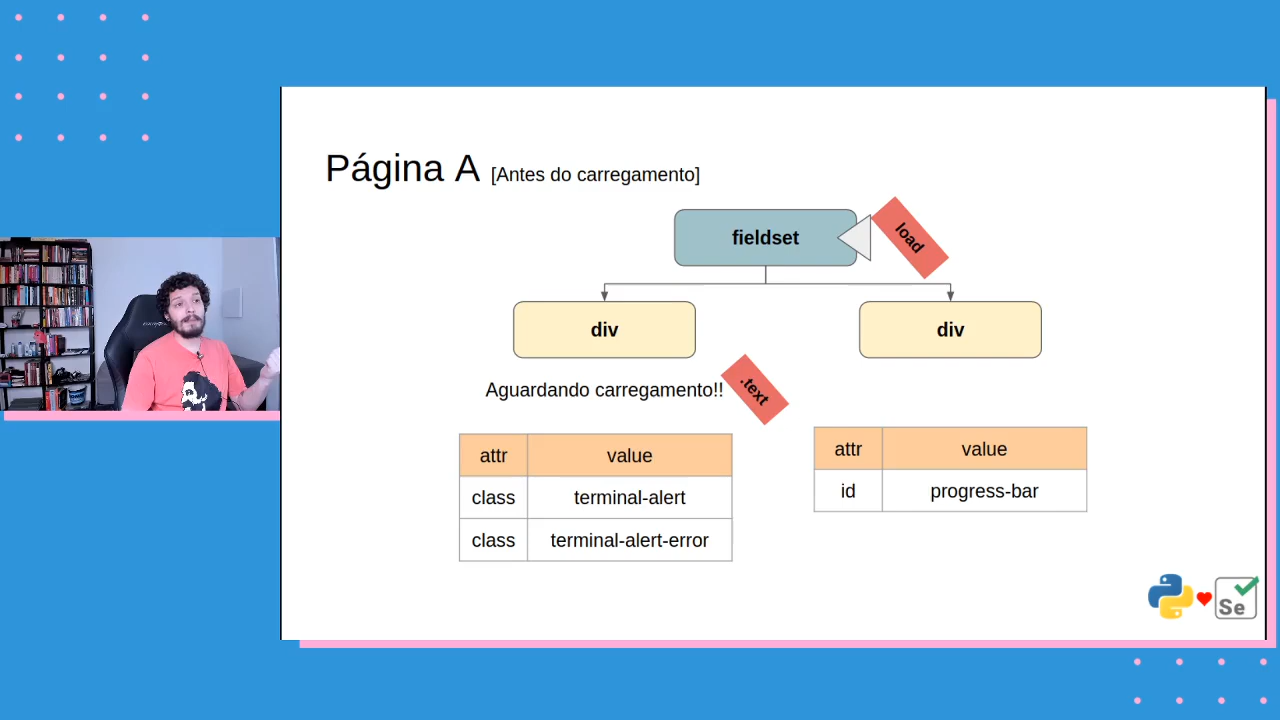 Página A [Antes do carregamento]
fieldset
load
div
div
Aguardando carregamento!!
.text
attr value
class terminal-alert
class terminal-alert-error
attr value
id progress-bar
Se